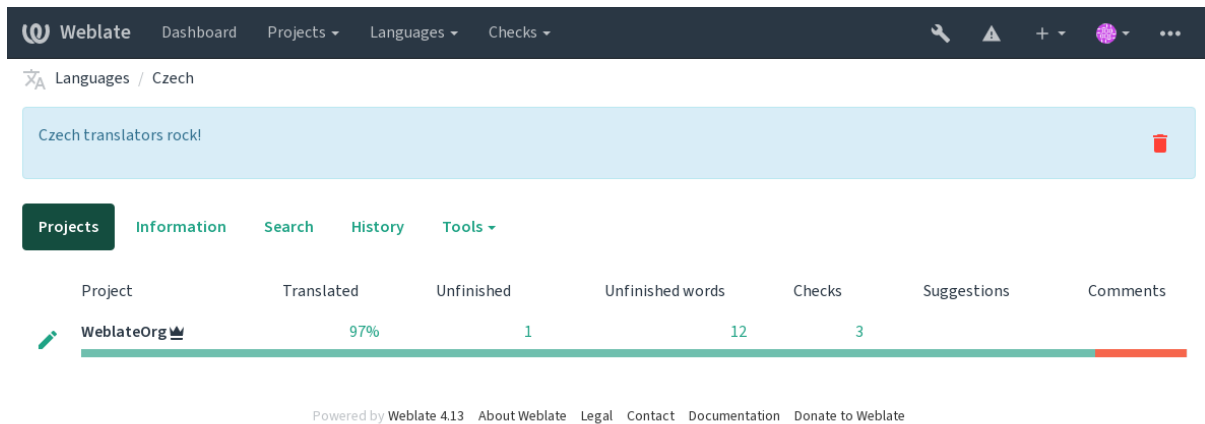 Weblate Dashboard Projects Languages Checks
Languages / Czech
Czech translators rock!
Projects Information Search History Tools
Project Translated Unfinished Unfinished words Checks Suggestions Comments
WeblateOrg 97% 1 12 3
Powered by Weblate 4.13 About Weblate Legal Contact Documentation Donate to Weblate